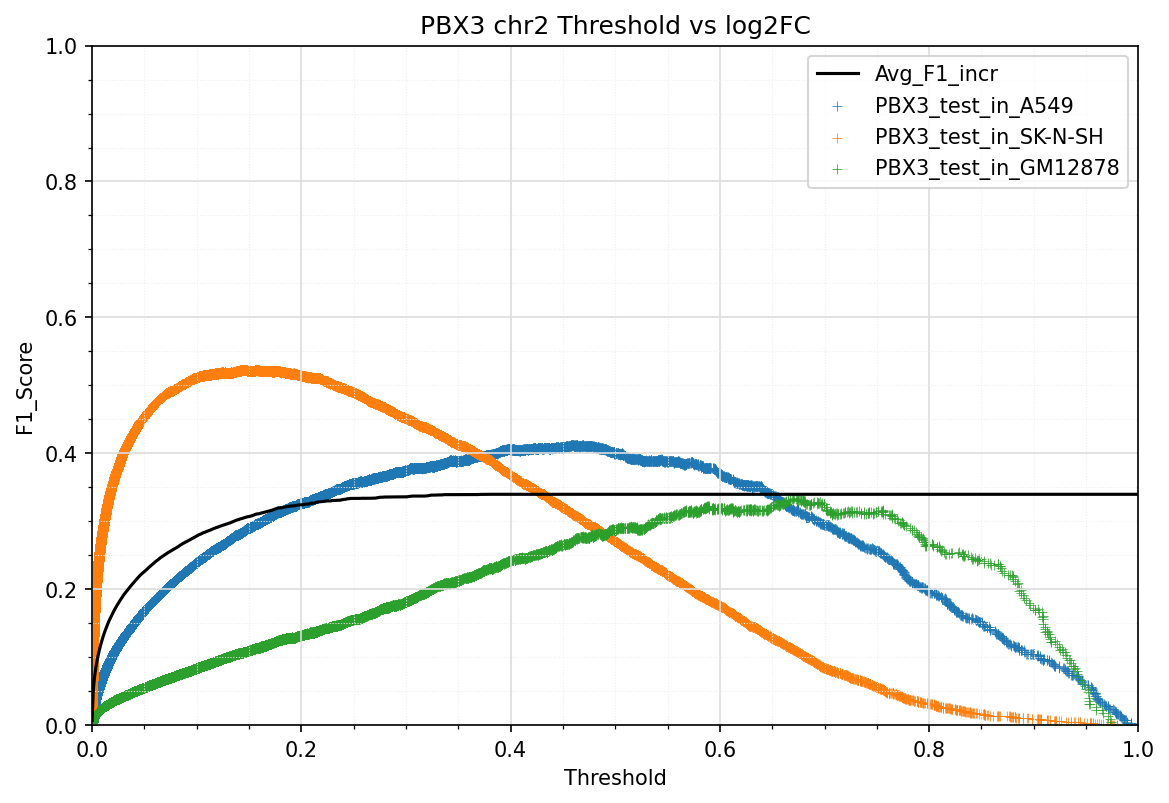 PBX3 chr2 Threshold vs log2FC
Avg_F1_incr
PBX3_test_in_A549
PBX3_test_in_SK-N-SH
PBX3_test_in_GM12878
F1_Score
1.0
0.8
0.6
0.4
0.2
0.0
0.0 0.2 0.4 0.6 0.8 1.0
Threshold